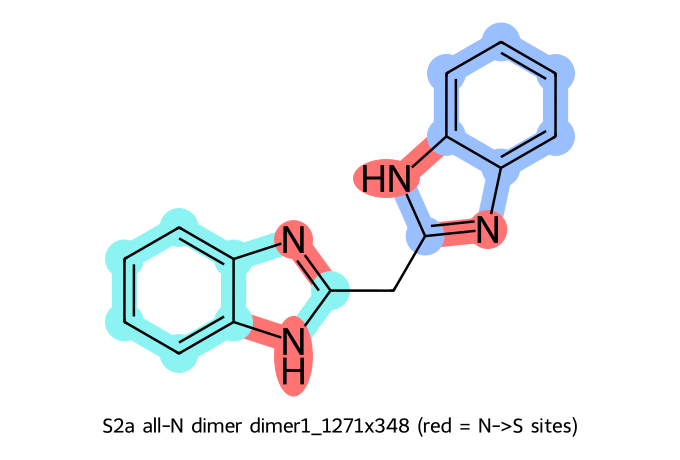 HN
N
N
N
H
S2a all-N dimer dimer1_1271x348 (red = N->S sites)